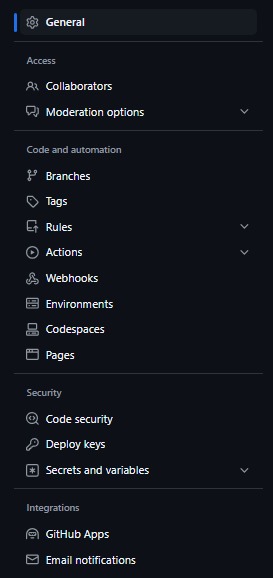 General
Access
Collaborators
Moderation options
Code and automation
Branches
Tags
Rules
Actions
Webhooks
Environments
Codespaces
Pages
Security
Code security
Deploy keys
Secrets and variables
Integrations
GitHub Apps
Email notifications